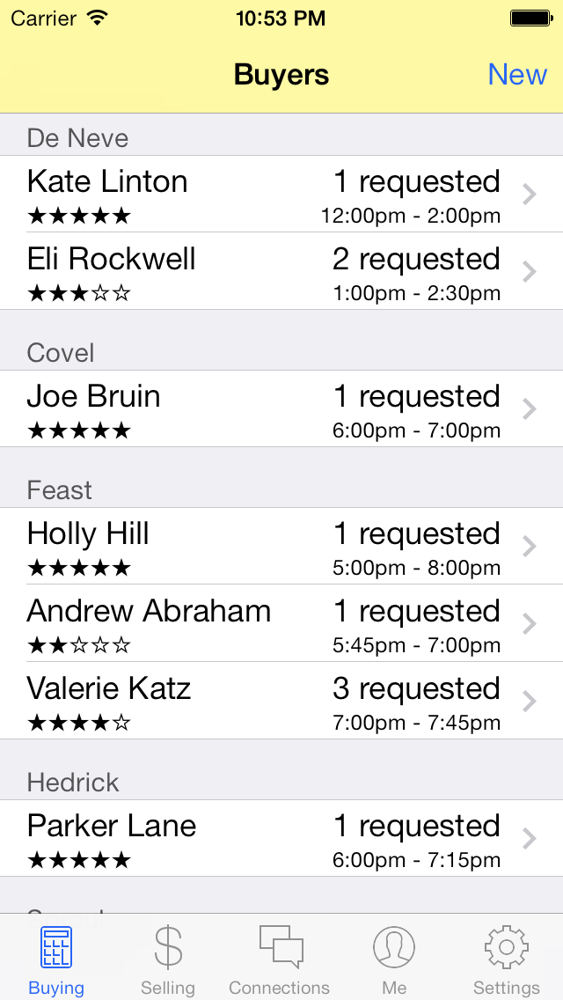 Carrier 10:53 PM
Buyers New
De Neve
Kate Linton 1 requested
★★★★★ 12:00pm - 2:00pm
Eli Rockwell 2 requested
★★★☆☆ 1:00pm - 2:30pm
Covel
Joe Bruin 1 requested
★★★★★ 6:00pm - 7:00pm
Feast
Holly Hill 1 requested
★★★★★ 5:00pm - 8:00pm
Andrew Abraham 1 requested
★★☆☆☆ 5:45pm - 7:00pm
Valerie Katz 3 requested
★★★★☆ 7:00pm - 7:45pm
Hedrick
Parker Lane 1 requested
★★★★★ 6:00pm - 7:15pm
Buying Selling Connections Me Settings